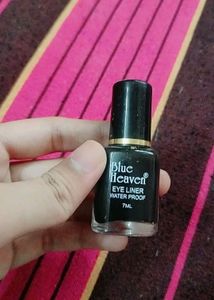 Blue
Heaven®
EYE LINER
WATER PROOF
7ML